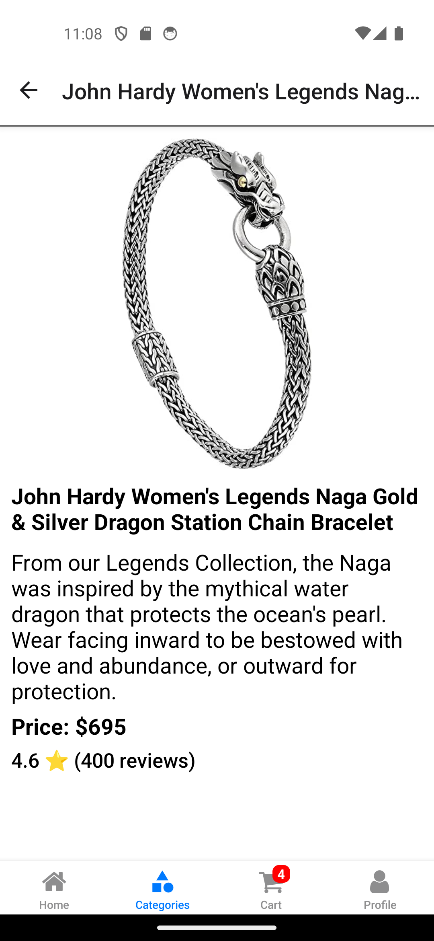 11:08
John Hardy Women's Legends Nag...
John Hardy Women's Legends Naga Gold
& Silver Dragon Station Chain Bracelet
From our Legends Collection, the Naga
was inspired by the mythical water
dragon that protects the ocean's pearl.
Wear facing inward to be bestowed with
love and abundance, or outward for
protection.
Price: $695
4.6 ⭐ (400 reviews)
4
Home
Categories
Cart
Profile